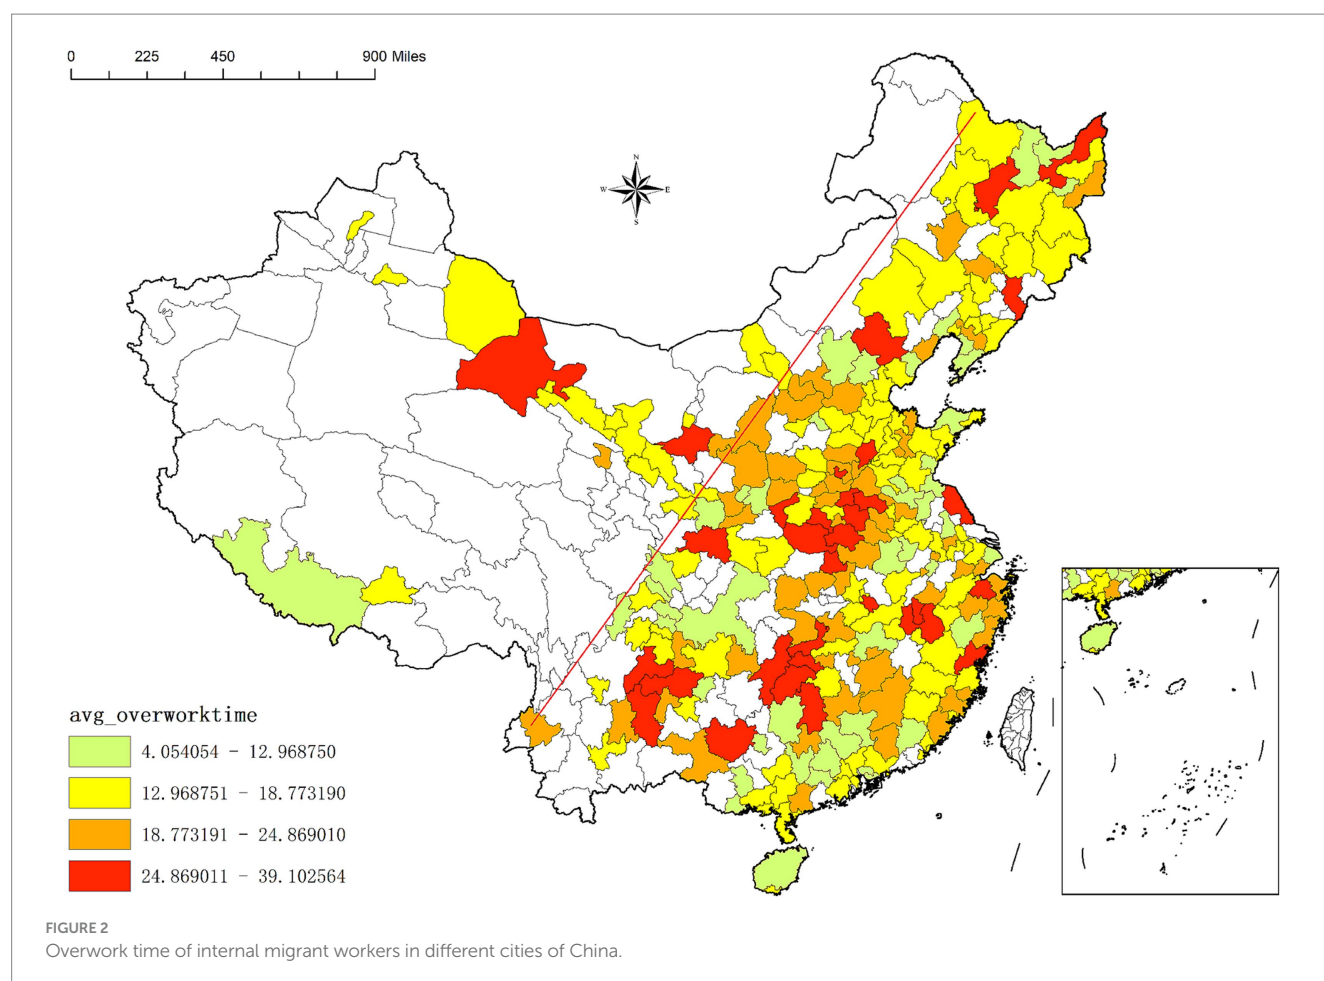 0 225 450 900 Miles
N
W E
S
avg_overworktime
4.054054 - 12.968750
12.968751 - 18.773190
18.773191 - 24.869010
24.869011 - 39.102564
FIGURE 2
Overwork time of internal migrant workers in different cities of China.